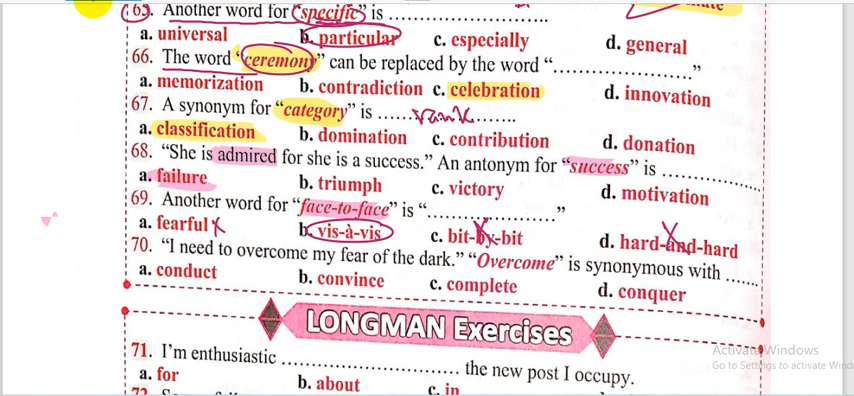 65. Another word for "specific" is ........................
a. universal b. particular c. especially d. general
66. The word "ceremony" can be replaced by the word "........................"
a. memorization b. contradiction c. celebration d. innovation
67. A synonym for "category" is ......rank........
a. classification b. domination c. contribution d. donation
68. "She is admired for she is a success." An antonym for "success" is ................
a. failure b. triumph c. victory d. motivation
69. Another word for "face-to-face" is "........................"
a. fearful b. vis-à-vis c. bit-by-bit d. hard-and-hard
70. "I need to overcome my fear of the dark." "Overcome" is synonymous with .......
a. conduct b. convince c. complete d. conquer
LONGMAN Exercises
71. I'm enthusiastic ................................ the new post I occupy.
a. for b. about c. in
Activate Windows
Go to Settings to activate Wind